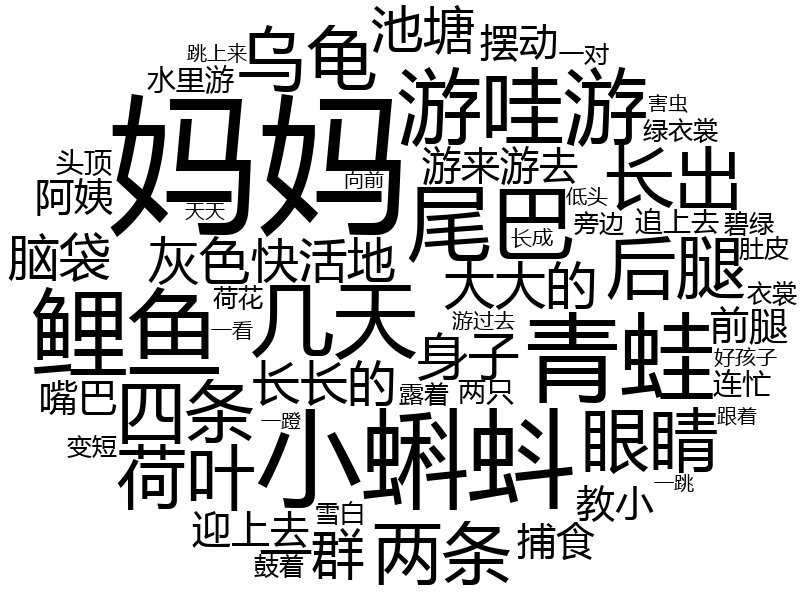 池塘
乌龟
摆动
跳上来
一对
水里游
游哇游
妈妈
害虫
绿衣裳
头顶
游来游去
长出
阿姨
向前
尾巴
低头
天天
旁边
追上去
碧绿
长成
脑袋
灰色
快活地
大大的
后腿
肚皮
鲤鱼
荷花
几天
衣裳
一看
游过去
青蛙
前腿
身子
好孩子
嘴巴
四条
长长的
露着
两只
连忙
一蹬
小蝌蚪
眼睛
跟着
变短
荷叶
一跳
教小
迎上去
雪白
一群
两条
捕食
鼓着